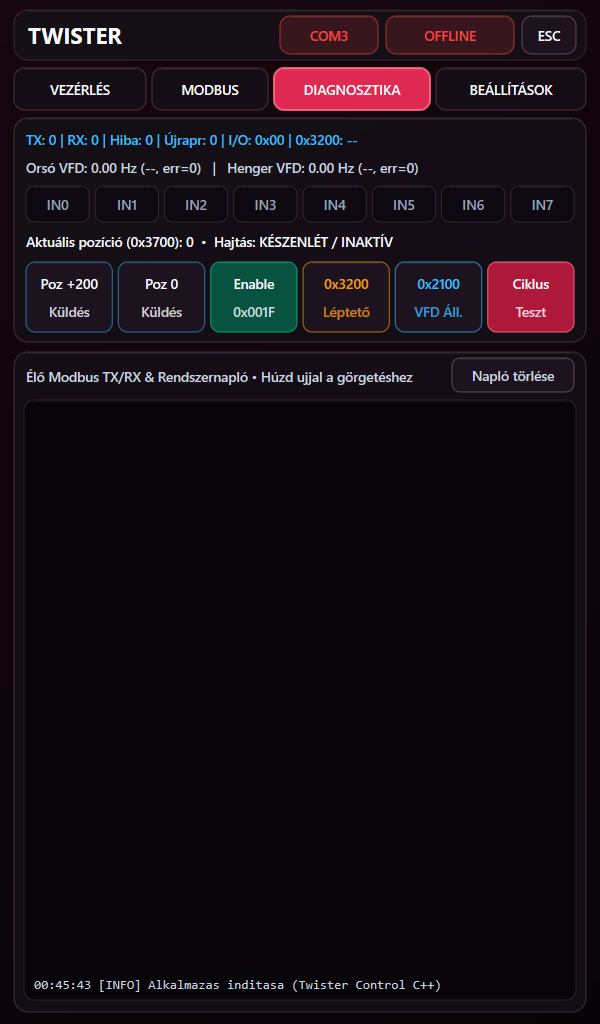 TWISTER COM3 OFFLINE ESC
VEZÉRLÉS MODBUS DIAGNOSZTIKA BEÁLLÍTÁSOK
TX: 0 | RX: 0 | Hiba: 0 | Újrapr: 0 | I/O: 0x00 | 0x3200: --
Orsó VFD: 0.00 Hz (--, err=0) | Henger VFD: 0.00 Hz (--, err=0)
IN0 IN1 IN2 IN3 IN4 IN5 IN6 IN7
Aktuális pozíció (0x3700): 0 • Hajtás: KÉSZENLÉT / INAKTÍV
Poz +200 Poz 0 Enable 0x3200 0x2100 Ciklus
Küldés Küldés 0x001F Léptető VFD Áll. Teszt
Élő Modbus TX/RX & Rendszernapló • Húzd ujjal a görgetéshez Napló törlése
00:45:43 [INFO] Alkalmazas inditasa (Twister Control C++)